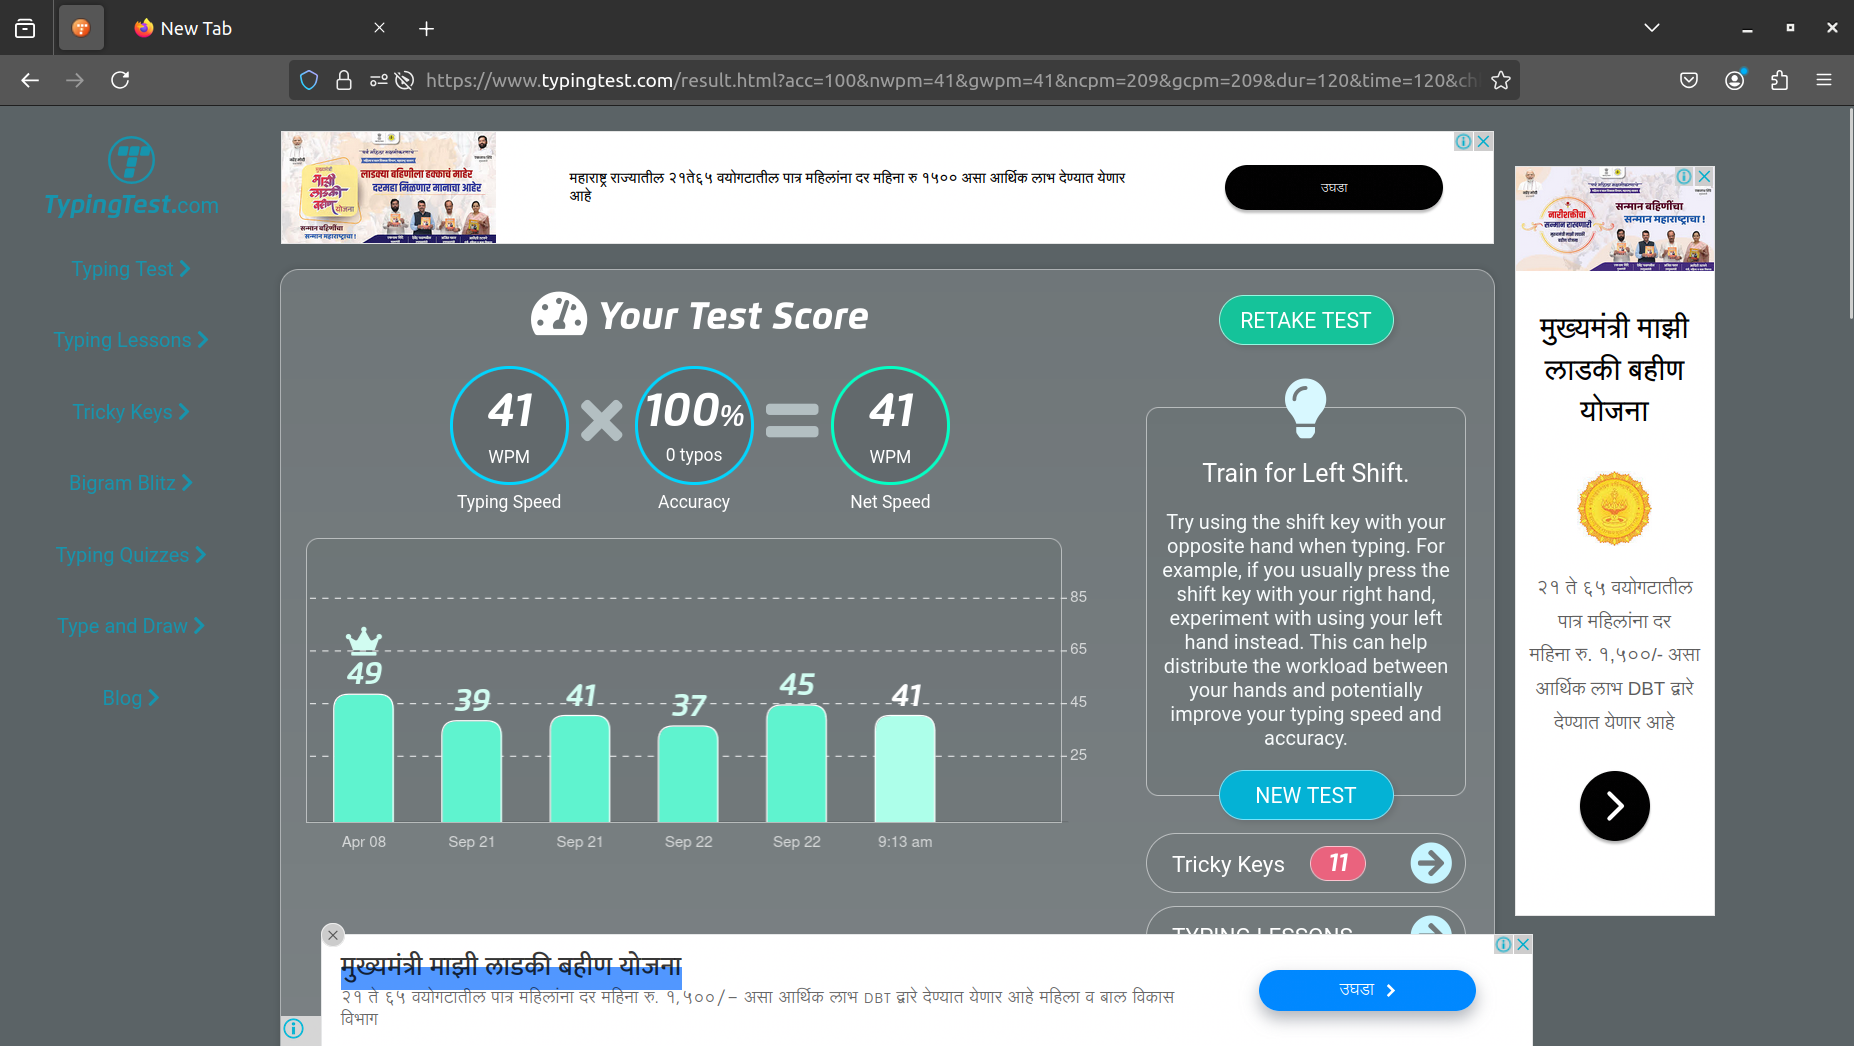 New Tab
https://www.typingtest.com/result.html?acc=100&nwpm=41&gwpm=41&ncpm=209&gcpm=209&dur=120&time=120&ch
TypingTest.com
Typing Test
Typing Lessons
Tricky Keys
Bigram Blitz
Typing Quizzes
Type and Draw
Blog
लाडक्या बहिणीला हक्काचं माहेर
दरमहा मिळणार मानाचा आहेर
माझी
लाडकी
बहीण
योजना
सन्मान बहिणींचा
सन्मान महाराष्ट्राचा !
महाराष्ट्र राज्यातील २१ते६५ वयोगटातील पात्र महिलांना दर महिना रु १५०० असा आर्थिक लाभ देण्यात येणार
आहे
उघडा
Your Test Score
41
WPM
Typing Speed
100%
0 typos
Accuracy
41
WPM
Net Speed
85
65
45
25
49
39
41
37
45
41
Apr 08
Sep 21
Sep 21
Sep 22
Sep 22
9:13 am
RETAKE TEST
Train for Left Shift.
Try using the shift key with your
opposite hand when typing. For
example, if you usually press the
shift key with your right hand,
experiment with using your left
hand instead. This can help
distribute the workload between
your hands and potentially
improve your typing speed and
accuracy.
NEW TEST
Tricky Keys 11
TYPING LESSONS
नारीशक्तीचा
सन्मान राखणारी
सन्मान बहिणींचा
सन्मान महाराष्ट्राचा !
मुख्यमंत्री माझी
लाडकी बहीण
योजना
२१ ते ६५ वयोगटातील
पात्र महिलांना दर
महिना रु. १,५००/- असा
आर्थिक लाभ DBT द्वारे
देण्यात येणार आहे
मुख्यमंत्री माझी लाडकी बहीण योजना
२१ ते ६५ वयोगटातील पात्र महिलांना दर महिना रु. १,५००/– असा आर्थिक लाभ DBT द्वारे देण्यात येणार आहे महिला व बाल विकास
विभाग
उघडा